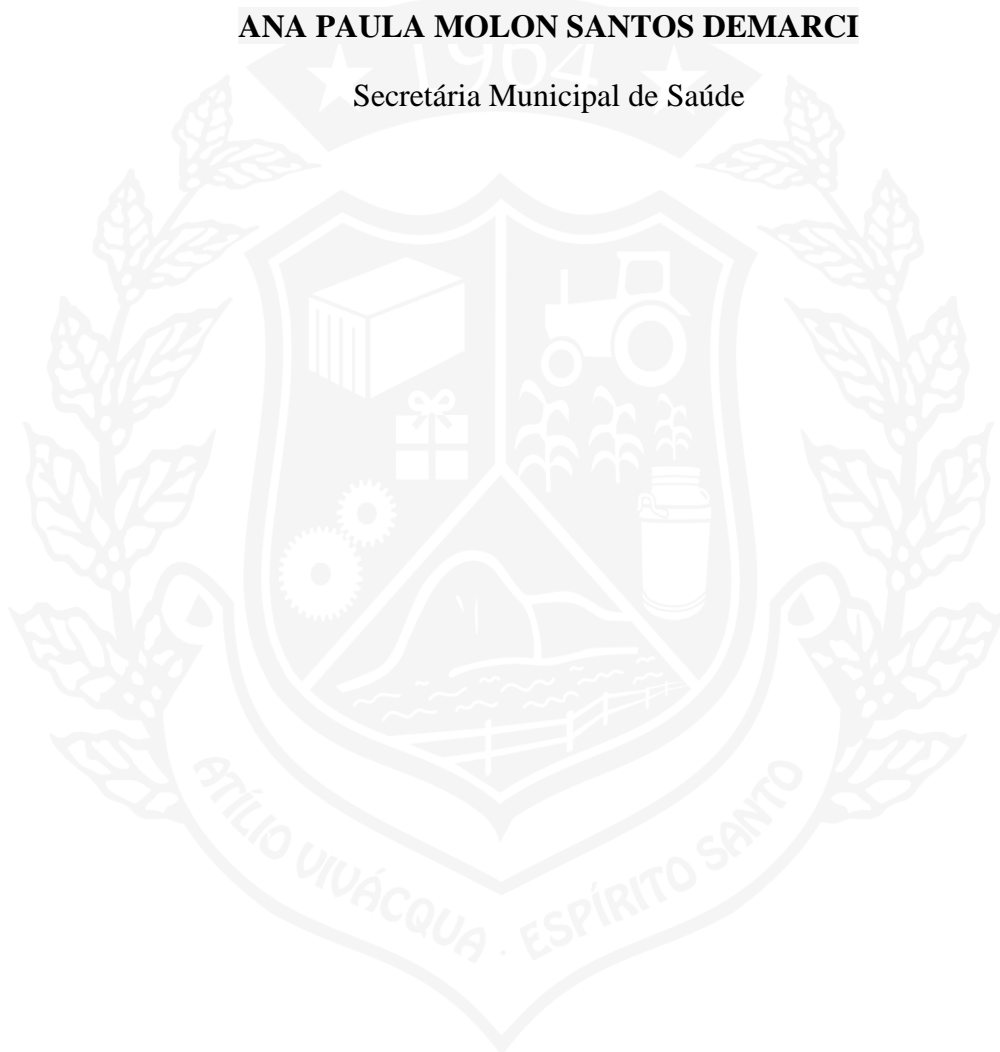 ANA PAULA MOLON SANTOS DEMARCI
1964
Secretária Municipal de Saúde
ATÍLIO VIVÁCQUA · ESPÍRITO SANTO